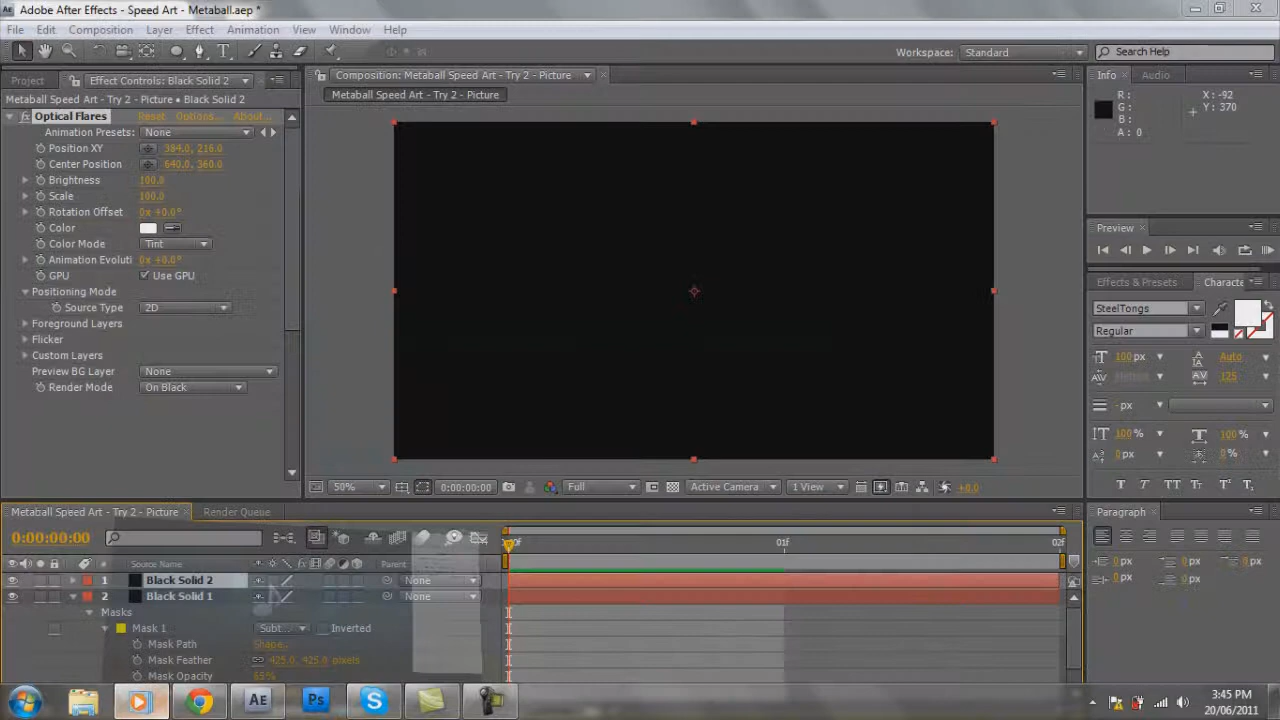 Adobe After Effects - Speed Art - Metaball.aep *
File Edit Composition Layer Effect Animation View Window Help
Workspace: Standard Search Help
Project Effect Controls: Black Solid 2
Metaball Speed Art - Try 2 - Picture • Black Solid 2
Optical Flares Reset Options... About...
Animation Presets: None
Position XY 384.0, 216.0
Center Position 640.0, 360.0
Brightness 100.0
Scale 100.0
Rotation Offset 0x +0.0°
Color
Color Mode Tint
Animation Evoluti 0x +0.0°
GPU Use GPU
Positioning Mode
Source Type 2D
Foreground Layers
Flicker
Custom Layers
Preview BG Layer None
Render Mode On Black
Composition: Metaball Speed Art - Try 2 - Picture
Metaball Speed Art - Try 2 - Picture
50% 0:00:00:00 Full Active Camera 1 View +0.0
Info Audio
R : X : -92
G : Y : 370
B :
A : 0
Preview
Effects & Presets Characte
SteelTongs
Regular
100 px Auto
Metrics 125
- px
100 % 100 %
0 px 0 %
T T TT Tr T' T,
Paragraph
0 px 0 px 0 px
0 px 0 px
Metaball Speed Art - Try 2 - Picture Render Queue
0:00:00:00
01f 02f
# Source Name Parent
1 Black Solid 2 None
2 Black Solid 1 None
Masks
Mask 1 Subt... Inverted
Mask Path Shape...
Mask Feather 425.0, 425.0 pixels
Mask Opacity 65%
AE Ps S
3:45 PM
20/06/2011